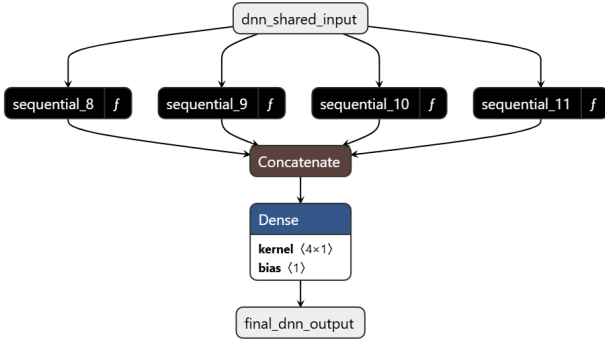 dnn_shared_input
sequential_8 ƒ
sequential_9 ƒ
sequential_10 ƒ
sequential_11 ƒ
Concatenate
Dense
kernel ⟨4×1⟩
bias ⟨1⟩
final_dnn_output